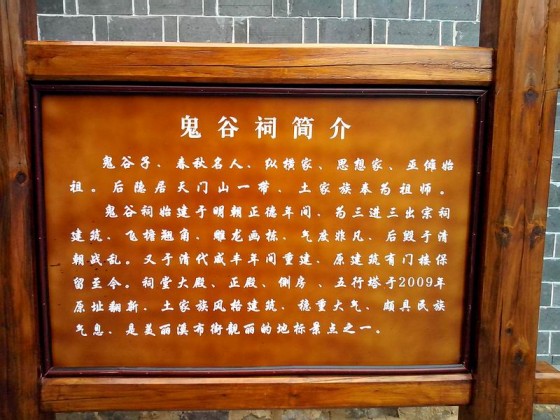 鬼谷祠简介
鬼谷子、春秋名人、纵横家、思想家、巫傩始
祖。后隐居天门山一带、土家族奉为祖师。
鬼谷祠始建于明朝正德年间、为三进三出宗祠
建筑、飞檐翘角、雕龙画栋、气度非凡、后毁于清
朝战乱。又于清代咸丰年间重建、原建筑有门楼保
留至今。祠堂大殿、正殿、侧房、五行塔于2009年
原址翻新、土家族风格建筑、稳重大气、颇具民族
气息、是美丽溪布街靓丽的地标景点之一。